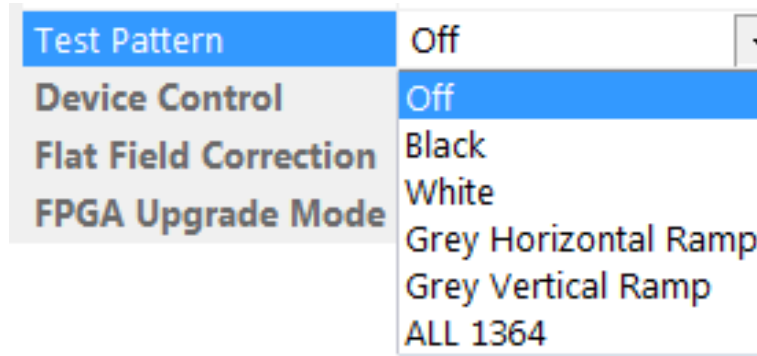 Test Pattern Off
Device Control Off
Flat Field Correction Black
White
FPGA Upgrade Mode
Grey Horizontal Ramp
Grey Vertical Ramp
ALL 1364